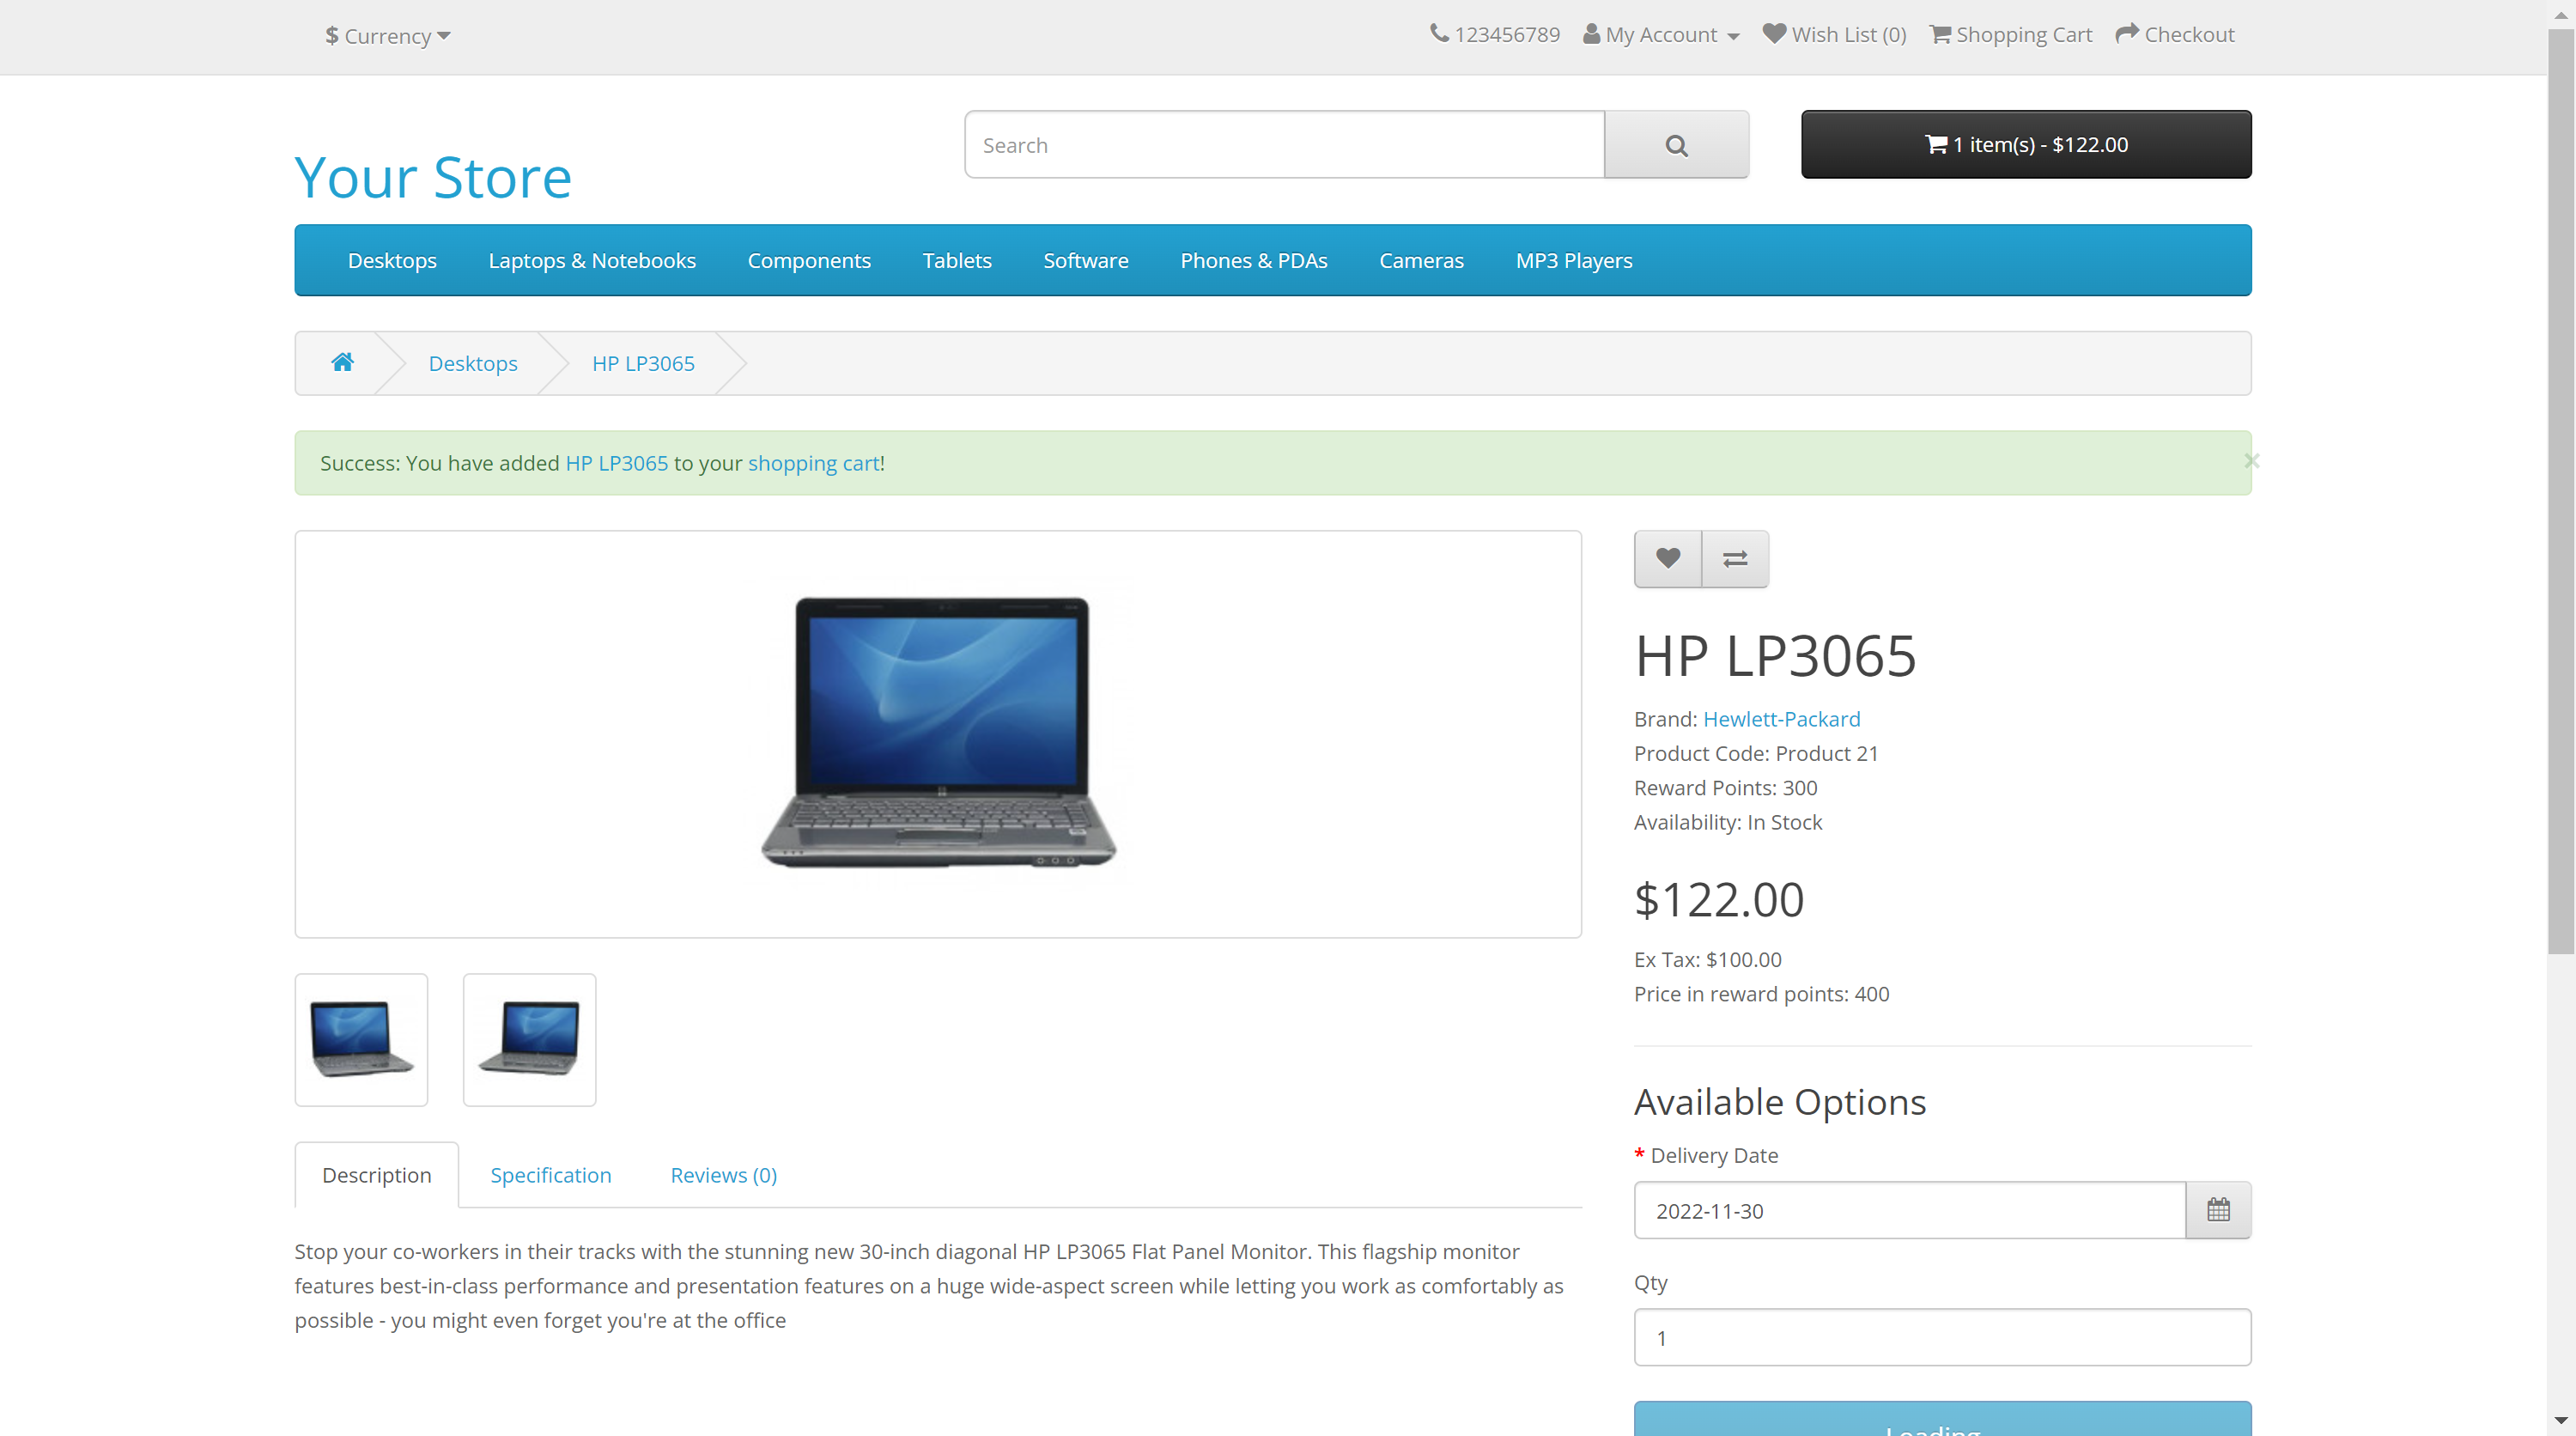 $ Currency
123456789 My Account Wish List (0) Shopping Cart Checkout
Your Store
Search
1 item(s) - $122.00
Desktops Laptops & Notebooks Components Tablets Software Phones & PDAs Cameras MP3 Players
Desktops HP LP3065
Success: You have added HP LP3065 to your shopping cart!
×
HP LP3065
Brand: Hewlett-Packard
Product Code: Product 21
Reward Points: 300
Availability: In Stock
$122.00
Ex Tax: $100.00
Price in reward points: 400
Available Options
* Delivery Date
2022-11-30
Qty
1
Loading
Description Specification Reviews (0)
Stop your co-workers in their tracks with the stunning new 30-inch diagonal HP LP3065 Flat Panel Monitor. This flagship monitor
features best-in-class performance and presentation features on a huge wide-aspect screen while letting you work as comfortably as
possible - you might even forget you're at the office